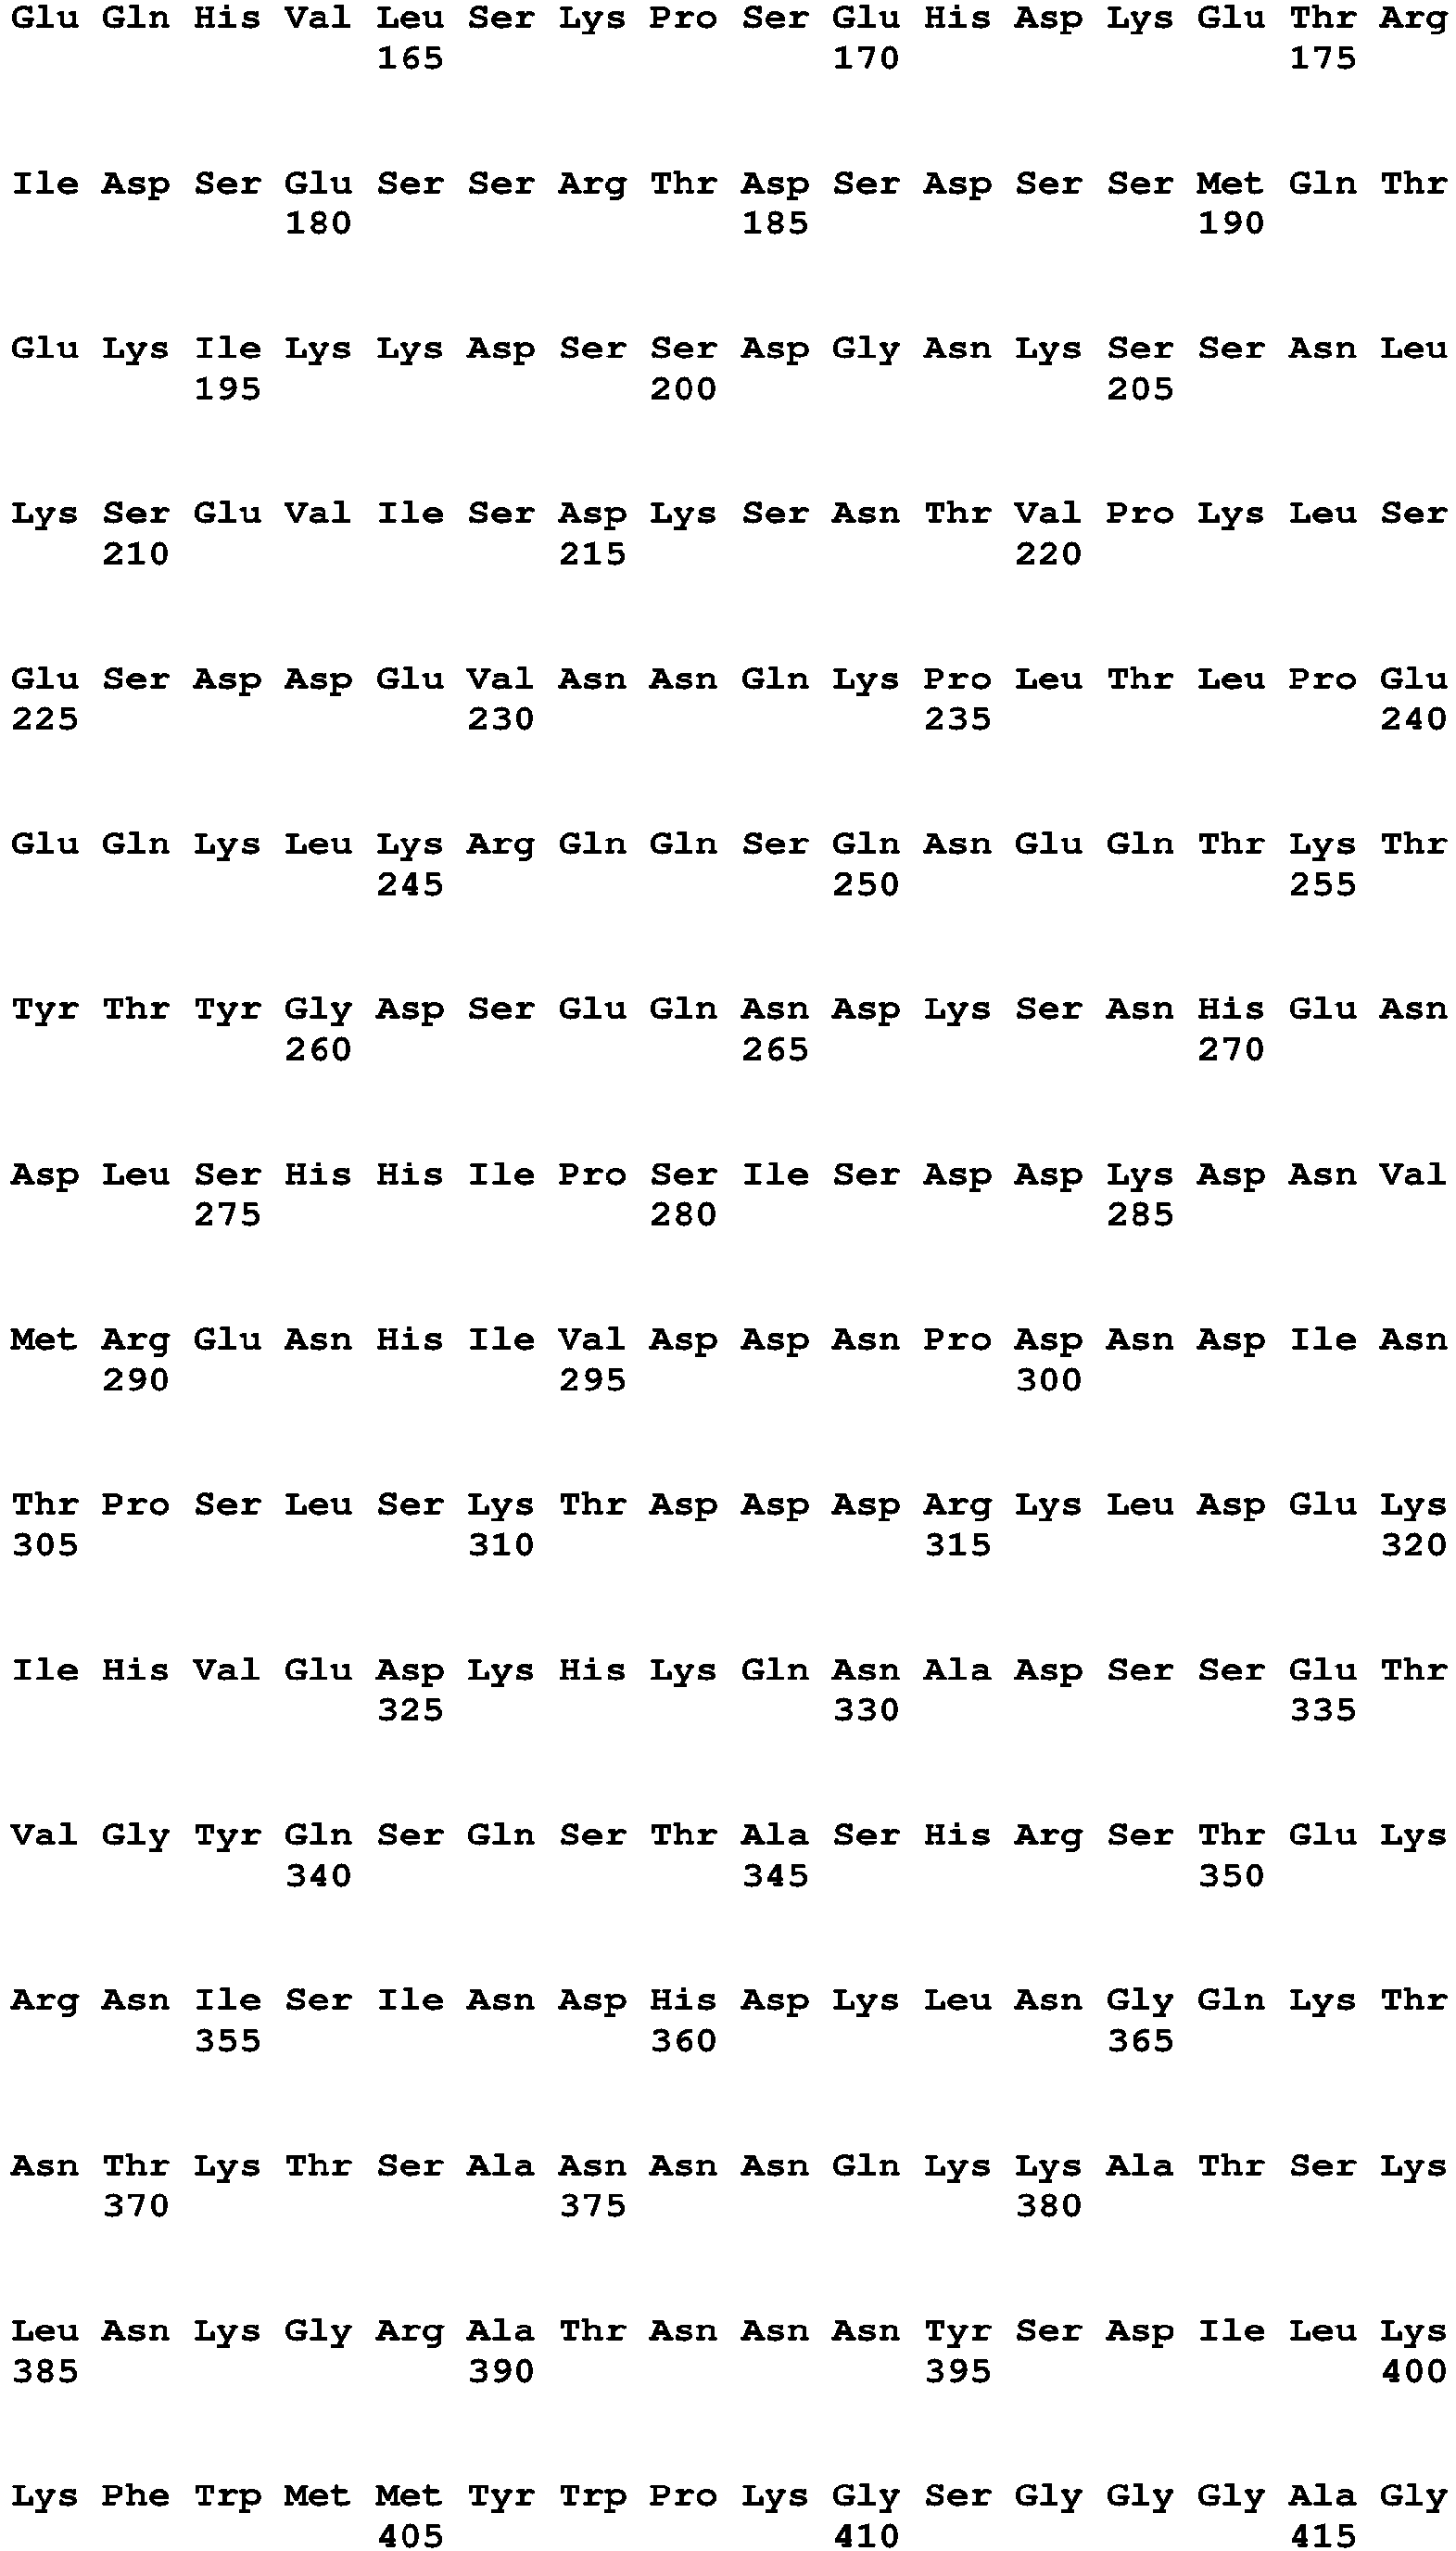 Glu Gln His Val Leu Ser Lys Pro Ser Glu His Asp Lys Glu Thr Arg
165 170 175
Ile Asp Ser Glu Ser Ser Arg Thr Asp Ser Asp Ser Ser Met Gln Thr
180 185 190
Glu Lys Ile Lys Lys Asp Ser Ser Asp Gly Asn Lys Ser Ser Asn Leu
195 200 205
Lys Ser Glu Val Ile Ser Asp Lys Ser Asn Thr Val Pro Lys Leu Ser
210 215 220
Glu Ser Asp Asp Glu Val Asn Asn Gln Lys Pro Leu Thr Leu Pro Glu
225 230 235 240
Glu Gln Lys Leu Lys Arg Gln Gln Ser Gln Asn Glu Gln Thr Lys Thr
245 250 255
Tyr Thr Tyr Gly Asp Ser Glu Gln Asn Asp Lys Ser Asn His Glu Asn
260 265 270
Asp Leu Ser His His Ile Pro Ser Ile Ser Asp Asp Lys Asp Asn Val
275 280 285
Met Arg Glu Asn His Ile Val Asp Asp Asn Pro Asp Asn Asp Ile Asn
290 295 300
Thr Pro Ser Leu Ser Lys Thr Asp Asp Asp Arg Lys Leu Asp Glu Lys
305 310 315 320
Ile His Val Glu Asp Lys His Lys Gln Asn Ala Asp Ser Ser Glu Thr
325 330 335
Val Gly Tyr Gln Ser Gln Ser Thr Ala Ser His Arg Ser Thr Glu Lys
340 345 350
Arg Asn Ile Ser Ile Asn Asp His Asp Lys Leu Asn Gly Gln Lys Thr
355 360 365
Asn Thr Lys Thr Ser Ala Asn Asn Asn Gln Lys Lys Ala Thr Ser Lys
370 375 380
Leu Asn Lys Gly Arg Ala Thr Asn Asn Asn Tyr Ser Asp Ile Leu Lys
385 390 395 400
Lys Phe Trp Met Met Tyr Trp Pro Lys Gly Ser Gly Gly Gly Ala Gly
405 410 415